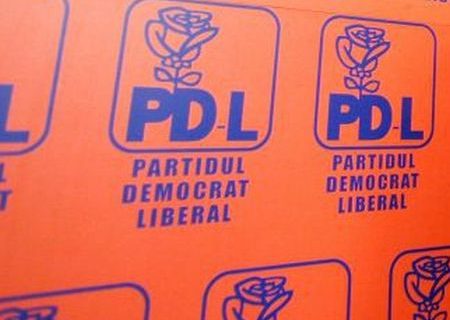 PD-L
PARTIDUL
DEMOCRAT
LIBERAL
PD-L
PARTIDUL
DEMOCRAT
LIBERAL
L
L
T